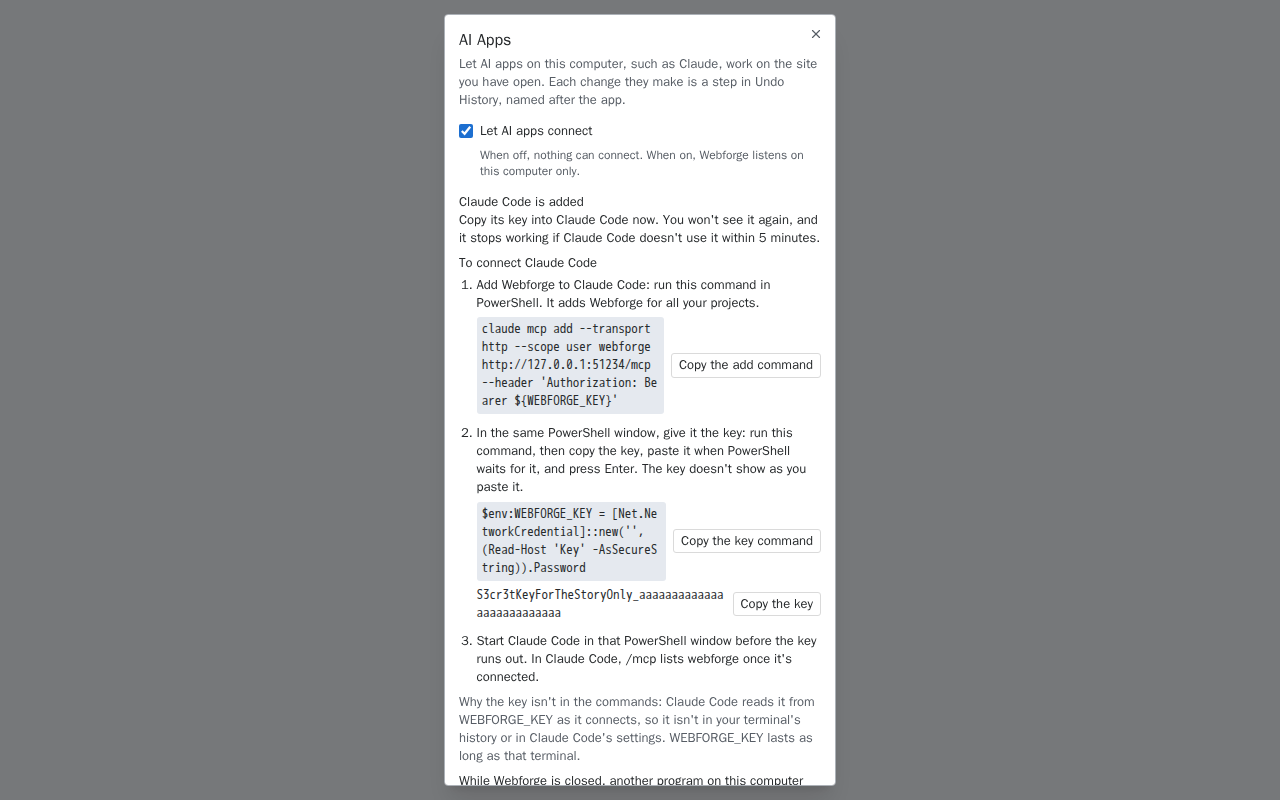 AI Apps
Let AI apps on this computer, such as Claude, work on the site
you have open. Each change they make is a step in Undo
History, named after the app.
Let AI apps connect
When off, nothing can connect. When on, Webforge listens on
this computer only.
Claude Code is added
Copy its key into Claude Code now. You won't see it again, and
it stops working if Claude Code doesn't use it within 5 minutes.
To connect Claude Code
1. Add Webforge to Claude Code: run this command in
PowerShell. It adds Webforge for all your projects.
claude mcp add --transport
http --scope user webforge
http://127.0.0.1:51234/mcp
--header 'Authorization: Be
arer ${WEBFORGE_KEY}'
Copy the add command
2. In the same PowerShell window, give it the key: run this
command, then copy the key, paste it when PowerShell
waits for it, and press Enter. The key doesn't show as you
paste it.
$env:WEBFORGE_KEY = [Net.Ne
tworkCredential]::new('',
(Read-Host 'Key' -AsSecureS
tring)).Password
Copy the key command
S3cr3tKeyForTheStoryOnly_aaaaaaaaaaaaa
aaaaaaaaaaaaa
Copy the key
3. Start Claude Code in that PowerShell window before the key
runs out. In Claude Code, /mcp lists webforge once it's
connected.
Why the key isn't in the commands: Claude Code reads it from
WEBFORGE_KEY as it connects, so it isn't in your terminal's
history or in Claude Code's settings. WEBFORGE_KEY lasts as
long as that terminal.
While Webforge is closed, another program on this computer